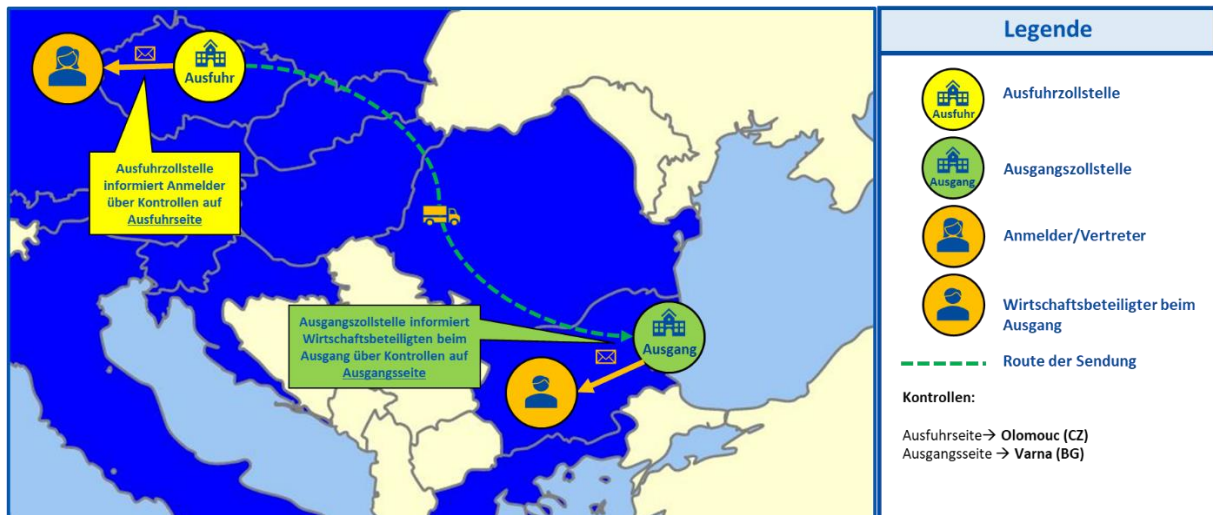 Ausfuhr
Ausfuhrzollstelle
informiert Anmelder
über Kontrollen auf
Ausfuhrseite
Ausgangszollstelle informiert
Wirtschaftsbeteiligten beim
Ausgang über Kontrollen auf
Ausgangsseite
Ausgang
Legende
Ausfuhr
Ausfuhrzollstelle
Ausgang
Ausgangzollstelle
Anmelder/Vertreter
Wirtschaftsbeteiligter beim
Ausgang
Route der Sendung
Kontrollen:
Ausfuhrseite→ Olomouc (CZ)
Ausgangsseite → Varna (BG)